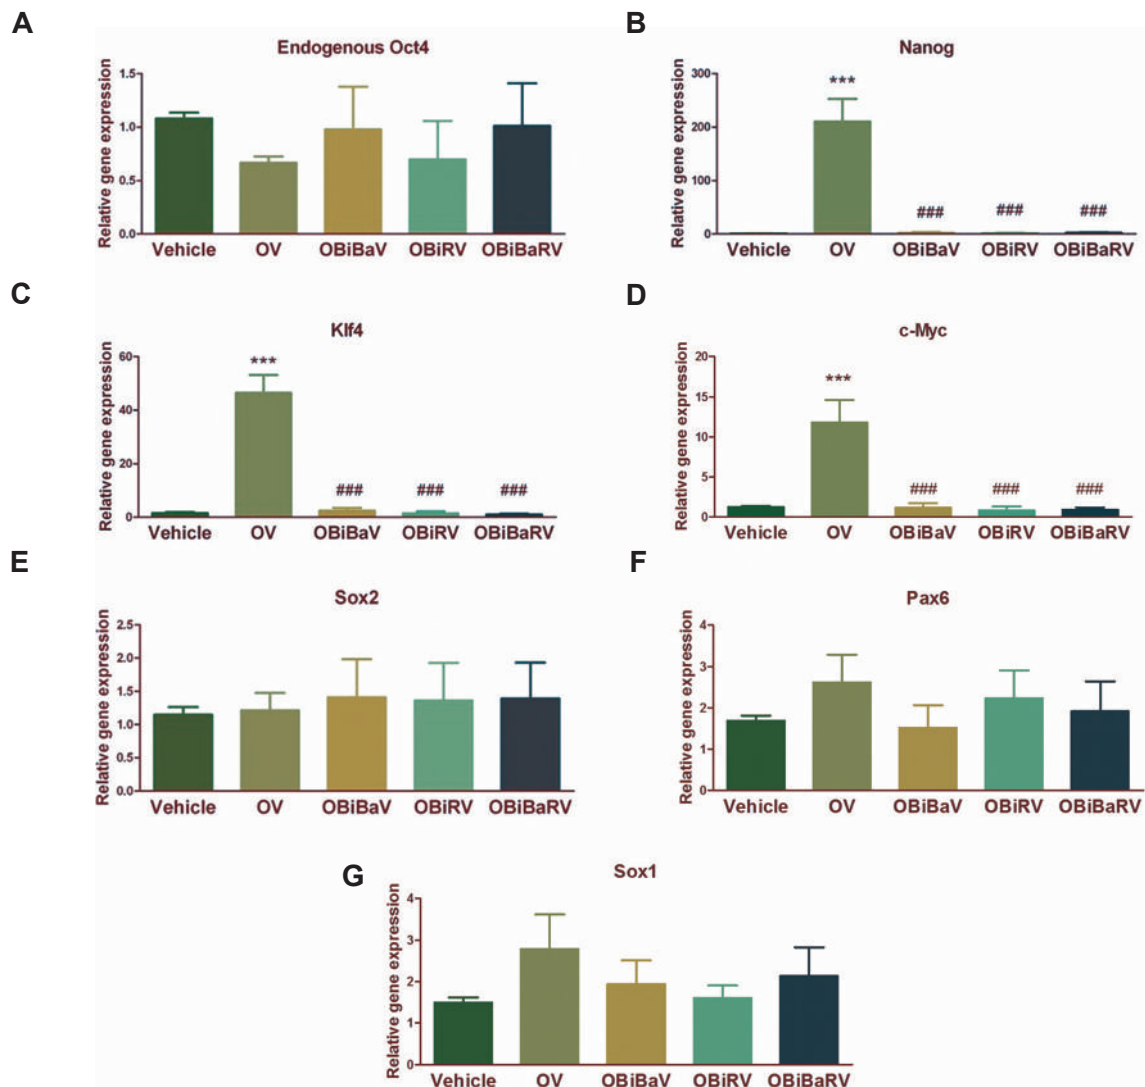 A
Endogenous Oct4
Relative gene expression
1.5
1.0
0.5
0.0
Vehicle OV OBiBaV OBiRV OBiBaRV
B
Nanog
Relative gene expression
300
200
100
0
***
### ### ###
Vehicle OV OBiBaV OBiRV OBiBaRV
C
Klf4
Relative gene expression
60
40
20
0
***
### ### ###
Vehicle OV OBiBaV OBiRV OBiBaRV
D
c-Myc
Relative gene expression
20
15
10
5
0
***
### ### ###
Vehicle OV OBiBaV OBiRV OBiBaRV
E
Sox2
Relative gene expression
2.5
2.0
1.5
1.0
0.5
0.0
Vehicle OV OBiBaV OBiRV OBiBaRV
F
Pax6
Relative gene expression
4
3
2
1
0
Vehicle OV OBiBaV OBiRV OBiBaRV
G
Sox1
Relative gene expression
4
3
2
1
0
Vehicle OV OBiBaV OBiRV OBiBaRV